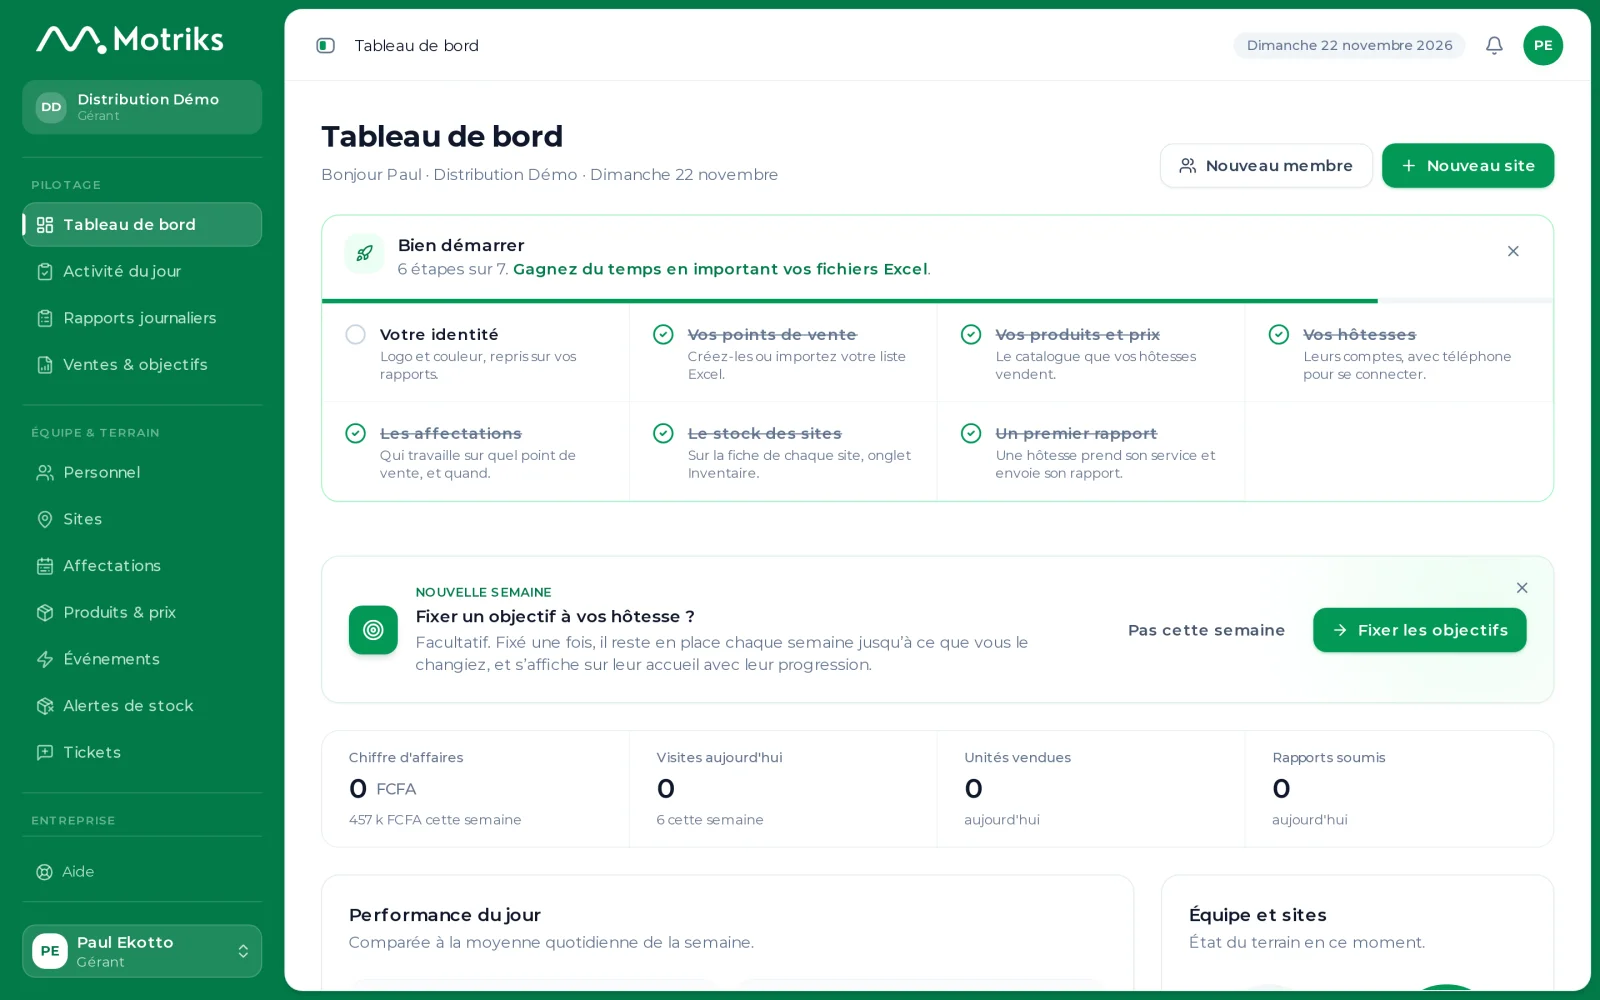 Motriks
DD
Distribution Démo
Gérant
PILOTAGE
Tableau de bord
Activité du jour
Rapports journaliers
Ventes & objectifs
ÉQUIPE & TERRAIN
Personnel
Sites
Affectations
Produits & prix
Événements
Alertes de stock
Tickets
ENTREPRISE
Aide
PE
Paul Ekotto
Gérant
Tableau de bord
Dimanche 22 novembre 2026
PE
Tableau de bord
Bonjour Paul · Distribution Démo · Dimanche 22 novembre
Nouveau membre
Nouveau site
Bien démarrer
6 étapes sur 7. Gagnez du temps en important vos fichiers Excel.
Votre identité
Logo et couleur, repris sur vos
rapports.
Vos points de vente
Créez-les ou importez votre liste
Excel.
Vos produits et prix
Le catalogue que vos hôtesses
vendent.
Vos hôtesses
Leurs comptes, avec téléphone
pour se connecter.
Les affectations
Qui travaille sur quel point de
vente, et quand.
Le stock des sites
Sur la fiche de chaque site, onglet
Inventaire.
Un premier rapport
Une hôtesse prend son service et
envoie son rapport.
NOUVELLE SEMAINE
Fixer un objectif à vos hôtesse ?
Facultatif. Fixé une fois, il reste en place chaque semaine jusqu’à ce que vous le
changiez, et s’affiche sur leur accueil avec leur progression.
Pas cette semaine
Fixer les objectifs
Chiffre d'affaires
0 FCFA
457 k FCFA cette semaine
Visites aujourd'hui
0
6 cette semaine
Unités vendues
0
aujourd'hui
Rapports soumis
0
aujourd'hui
Performance du jour
Comparée à la moyenne quotidienne de la semaine.
Équipe et sites
État du terrain en ce moment.